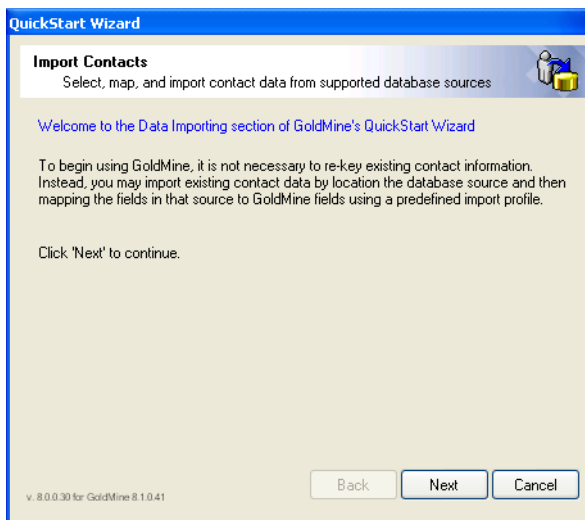 QuickStart Wizard
Import Contacts
Select, map, and import contact data from supported database sources
Welcome to the Data Importing section of GoldMine's QuickStart Wizard
To begin using GoldMine, it is not necessary to re-key existing contact information.
Instead, you may import existing contact data by location the database source and then
mapping the fields in that source to GoldMine fields using a predefined import profile.
Click 'Next' to continue.
v. 8.0.0.30 for GoldMine 8.1.0.41
Back
Next
Cancel